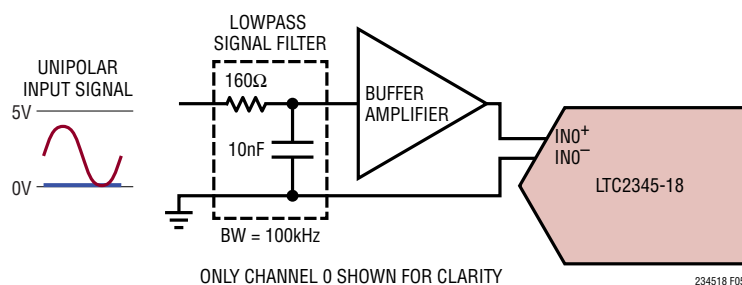 LOWPASS
SIGNAL FILTER
UNIPOLAR
INPUT SIGNAL
5V
0V
160Ω
10nF
BUFFER
AMPLIFIER
IN0+
IN0–
LTC2345-18
BW = 100kHz
ONLY CHANNEL 0 SHOWN FOR CLARITY
234518 F05